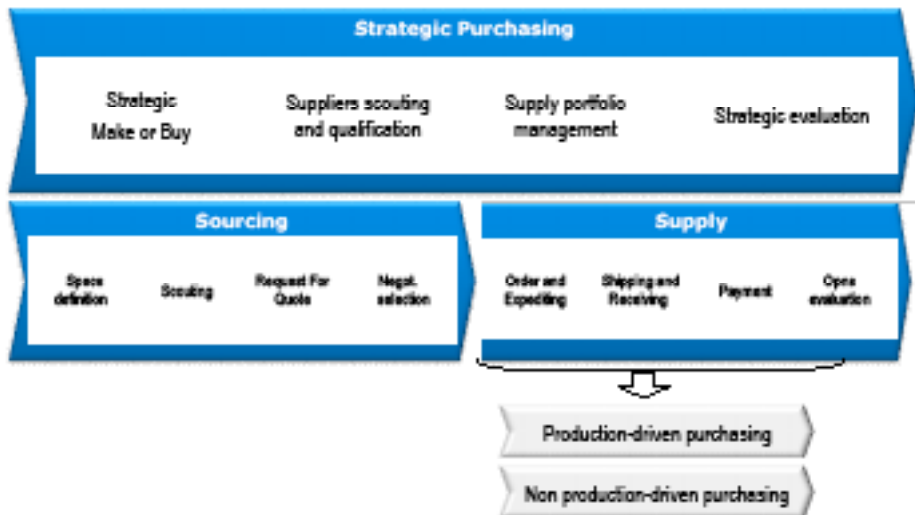 Strategic Purchasing
Strategic
Make or Buy
Suppliers scouting
and qualification
Supply portfolio
management
Strategic evaluation
Sourcing
Specs
definition
Scouting
Request For
Quote
Negot.
selection
Supply
Order and
Expediting
Shipping and
Receiving
Payment
Opns
evaluation
Production-driven purchasing
Non production-driven purchasing